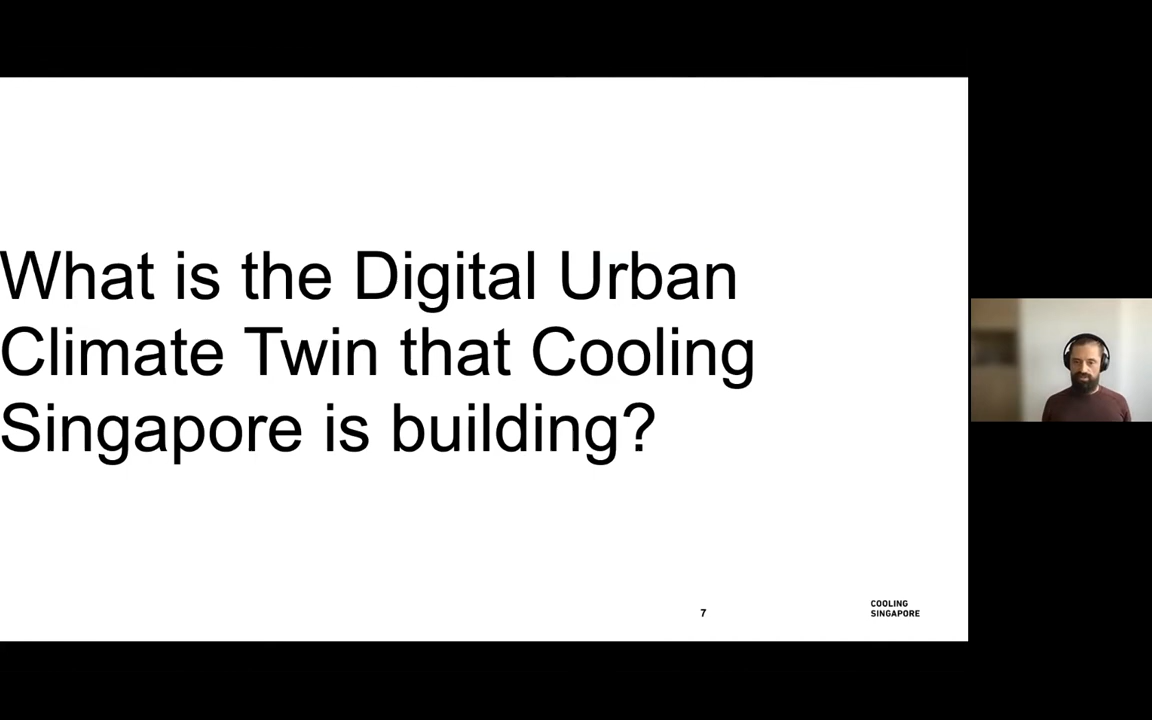 What is the Digital Urban
Climate Twin that Cooling
Singapore is building?
7
COOLING
SINGAPORE